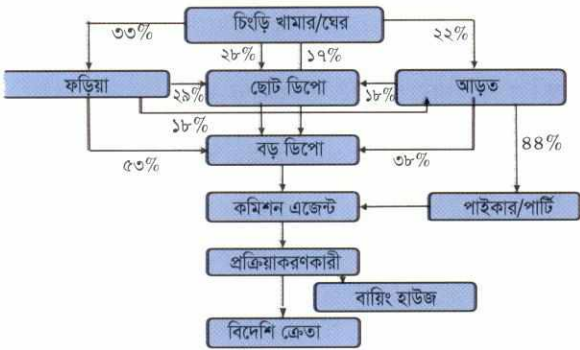 চিংড়ি খামার/ঘের
৩৩%
২৮%
১৭%
২২%
ফড়িয়া
২৯%
ছোট ডিপো
১৮%
আড়ত
১৮%
বড় ডিপো
৫৩%
৩৮%
৪৪%
কমিশন এজেন্ট
পাইকার/পার্টি
প্রক্রিয়াকরণকারী
বায়িং হাউজ
বিদেশি ক্রেতা